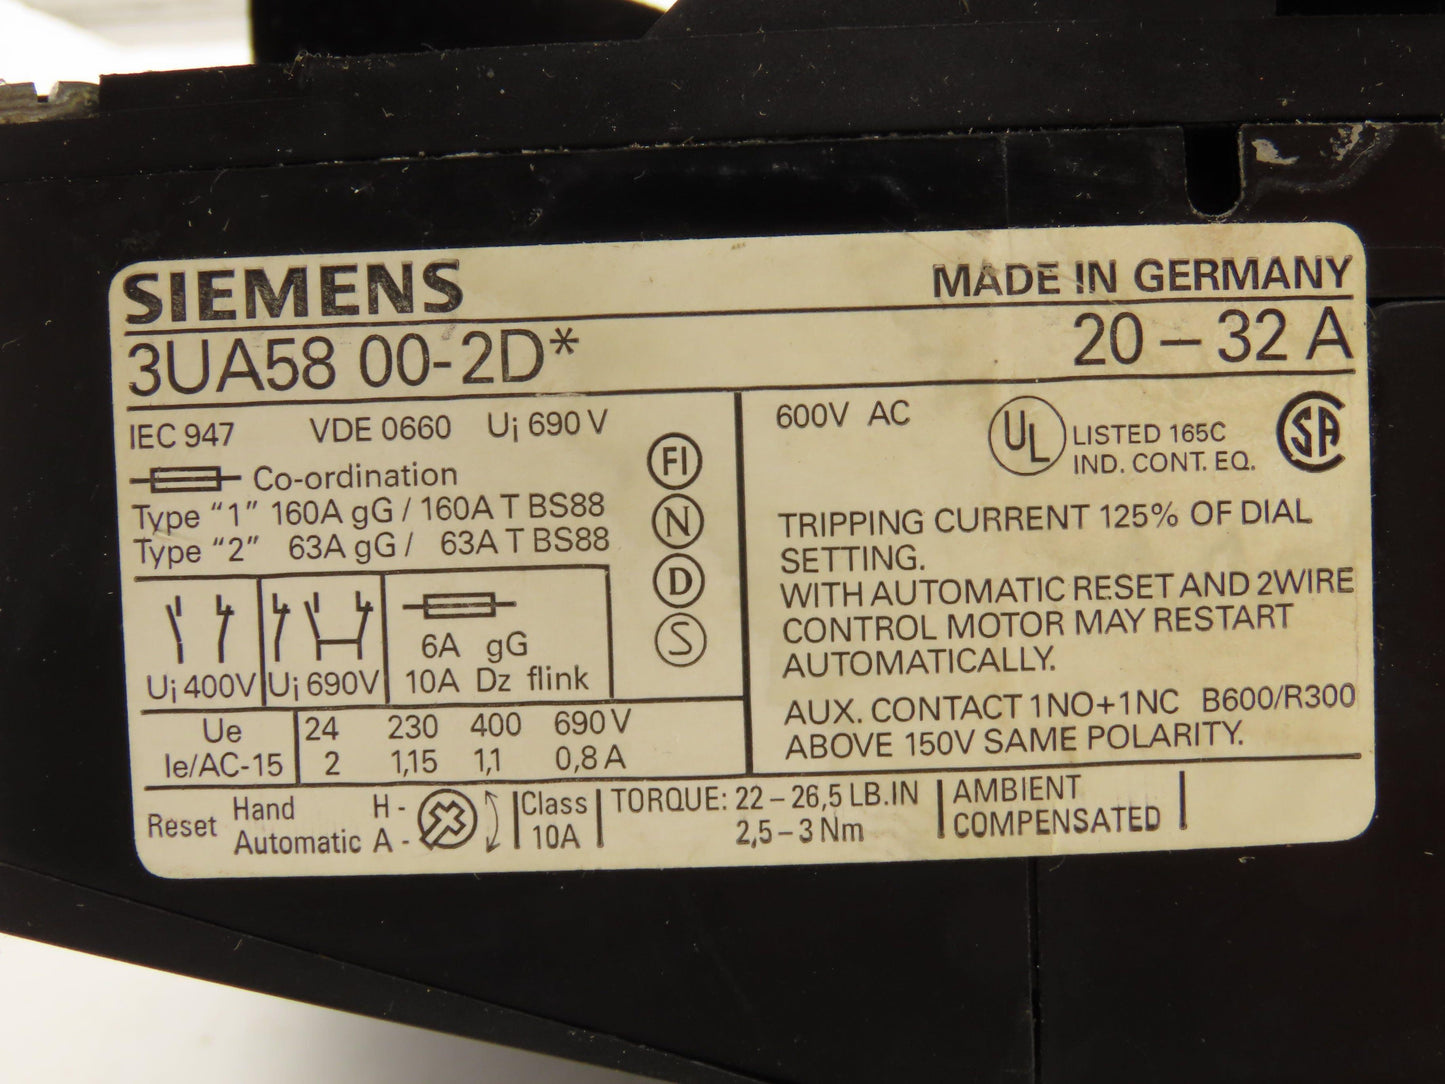 SIEMENS MADE IN GERMANY
3UA58 00-2D* 20 – 32 A
IEC 947 VDE 0660 Ui 690 V
Co-ordination
Type "1" 160A gG / 160A T BS88
Type "2" 63A gG / 63A T BS88
FI
N
D
S
Ui 400V Ui 690V
6A gG
10A Dz flink
Ue 24 230 400 690 V
Ie/AC-15 2 1,15 1,1 0,8 A
600V AC
UL LISTED 165C
IND. CONT. EQ.
SA
TRIPPING CURRENT 125% OF DIAL
SETTING.
WITH AUTOMATIC RESET AND 2WIRE
CONTROL MOTOR MAY RESTART
AUTOMATICALLY.
AUX. CONTACT 1NO+1NC B600/R300
ABOVE 150V SAME POLARITY.
Reset Hand H -
Automatic A -
Class
10A
TORQUE: 22 – 26,5 LB.IN
2,5 – 3 Nm
AMBIENT
COMPENSATED